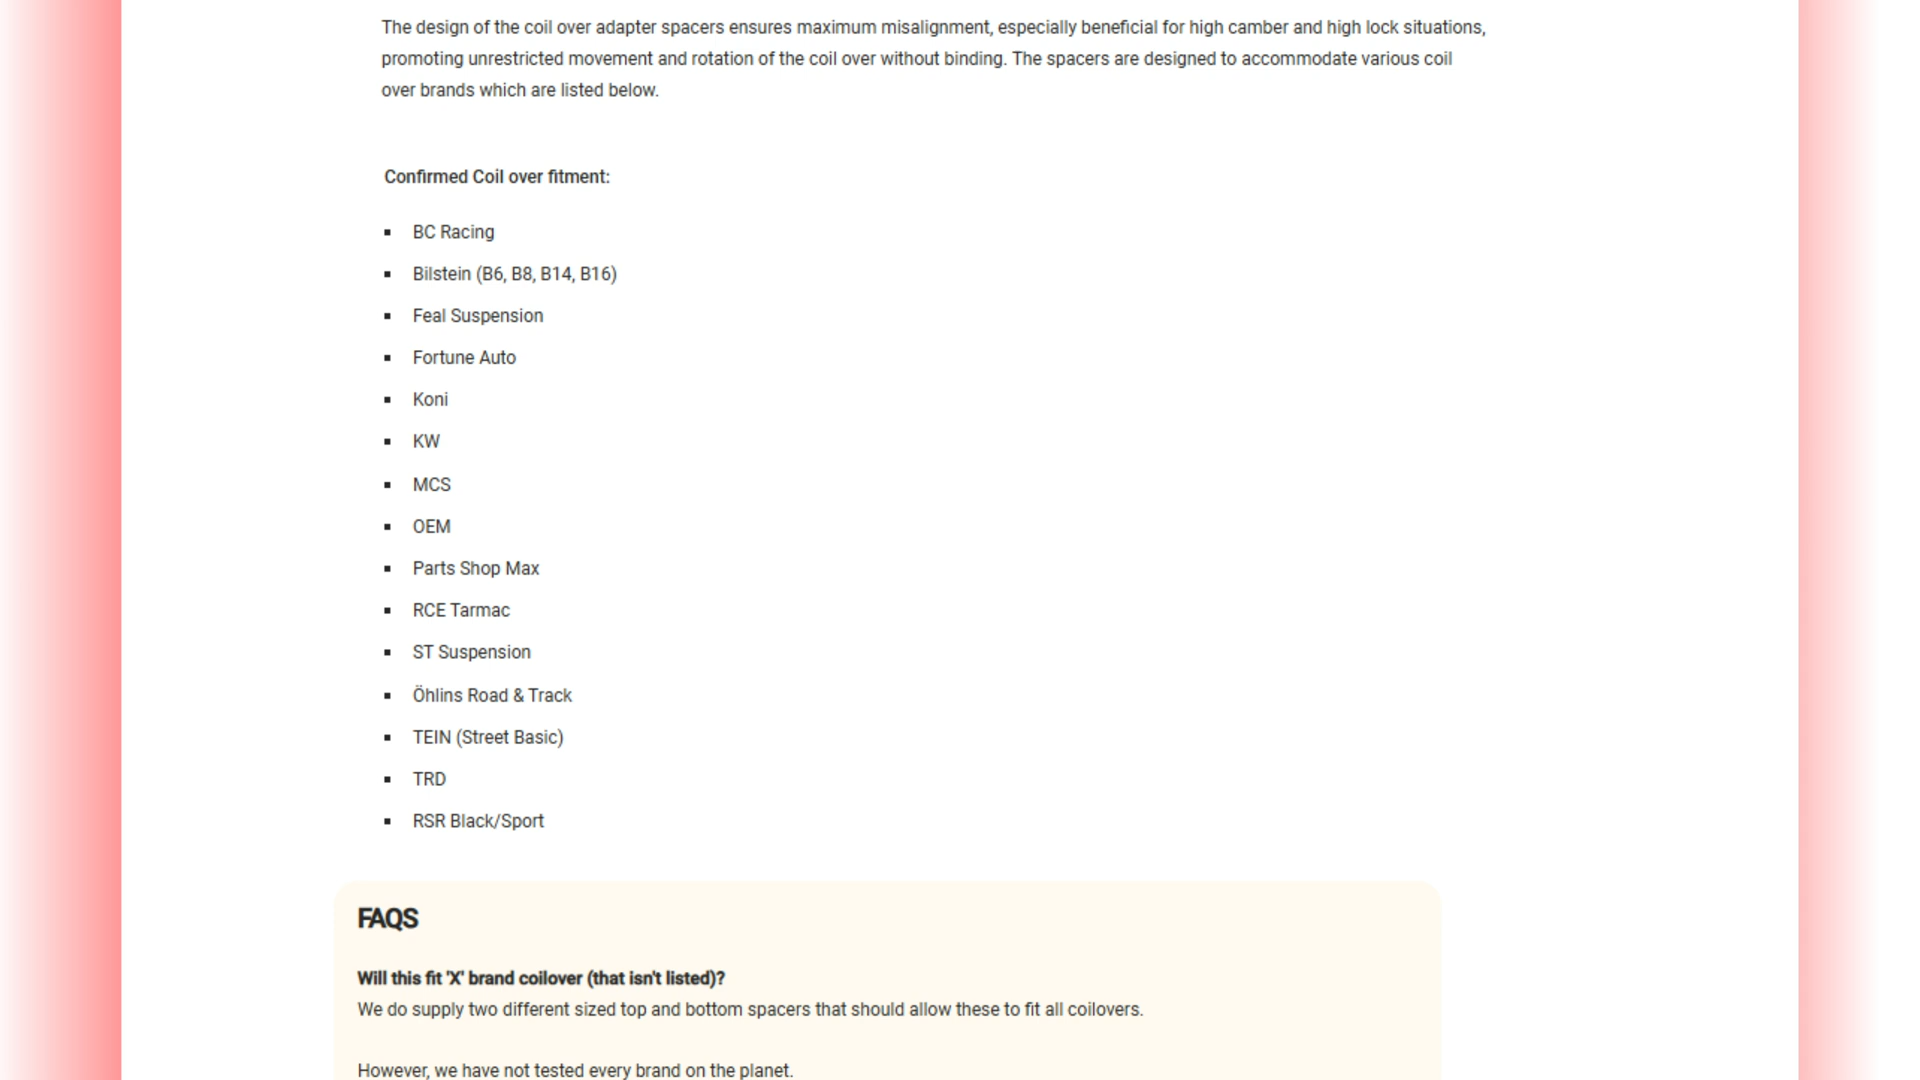 The design of the coil over adapter spacers ensures maximum misalignment, especially beneficial for high camber and high lock situations,
promoting unrestricted movement and rotation of the coil over without binding. The spacers are designed to accommodate various coil
over brands which are listed below.
Confirmed Coil over fitment:
▪ BC Racing
▪ Bilstein (B6, B8, B14, B16)
▪ Feal Suspension
▪ Fortune Auto
▪ Koni
▪ KW
▪ MCS
▪ OEM
▪ Parts Shop Max
▪ RCE Tarmac
▪ ST Suspension
▪ Öhlins Road & Track
▪ TEIN (Street Basic)
▪ TRD
▪ RSR Black/Sport
FAQS
Will this fit 'X' brand coilover (that isn't listed)?
We do supply two different sized top and bottom spacers that should allow these to fit all coilovers.
However, we have not tested every brand on the planet.